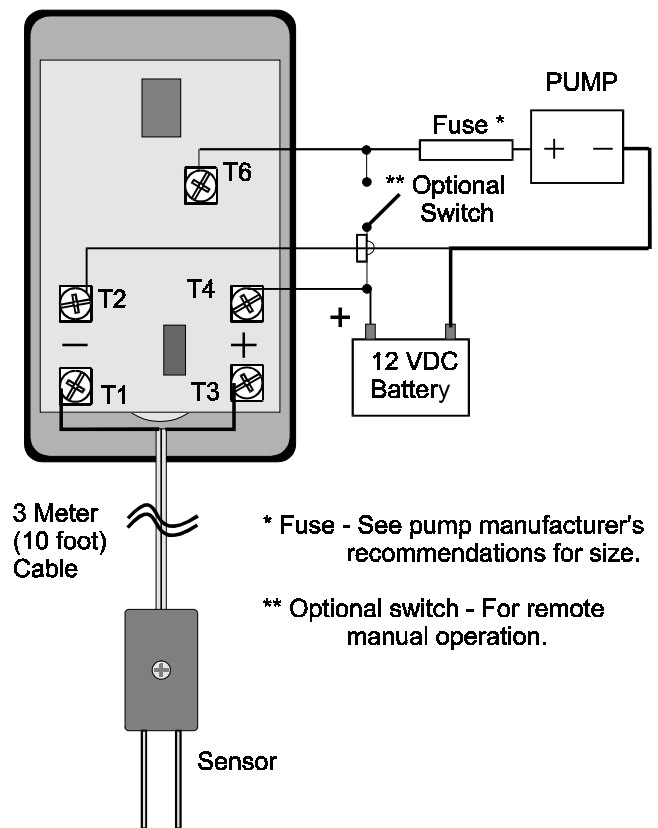 PUMP
Fuse *
+ −
T6
** Optional
Switch
T2
T4
+
− +
12 VDC
Battery
T1
T3
3 Meter
(10 foot)
Cable
* Fuse - See pump manufacturer's
recommendations for size.
** Optional switch - For remote
manual operation.
Sensor